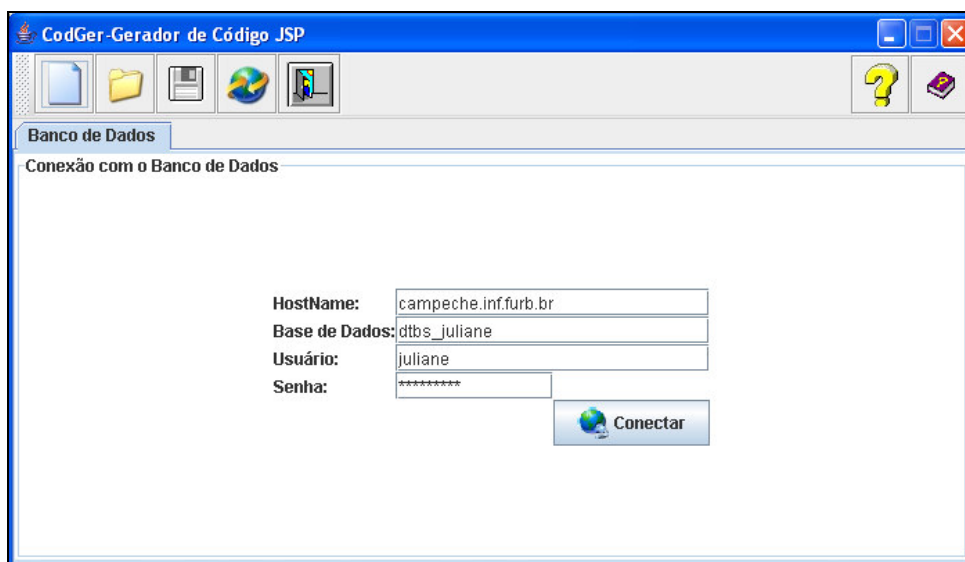 CodGer-Gerador de Código JSP
Banco de Dados
Conexão com o Banco de Dados
HostName: campeche.inf.furb.br
Base de Dados: dtbs_juliane
Usuário: juliane
Senha: *********
Conectar